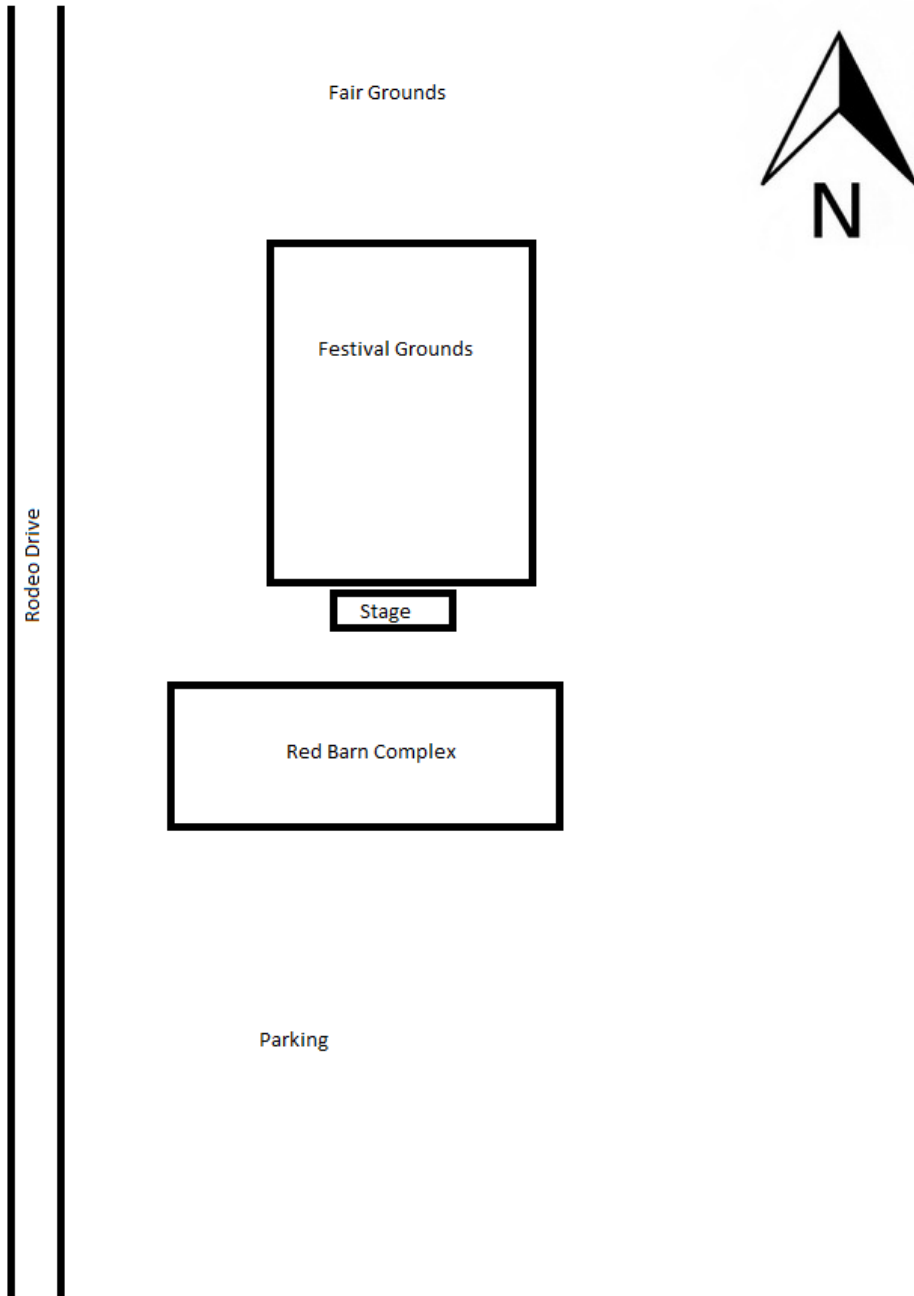 Fair Grounds
N
Festival Grounds
Rodeo Drive
Stage
Red Barn Complex
Parking